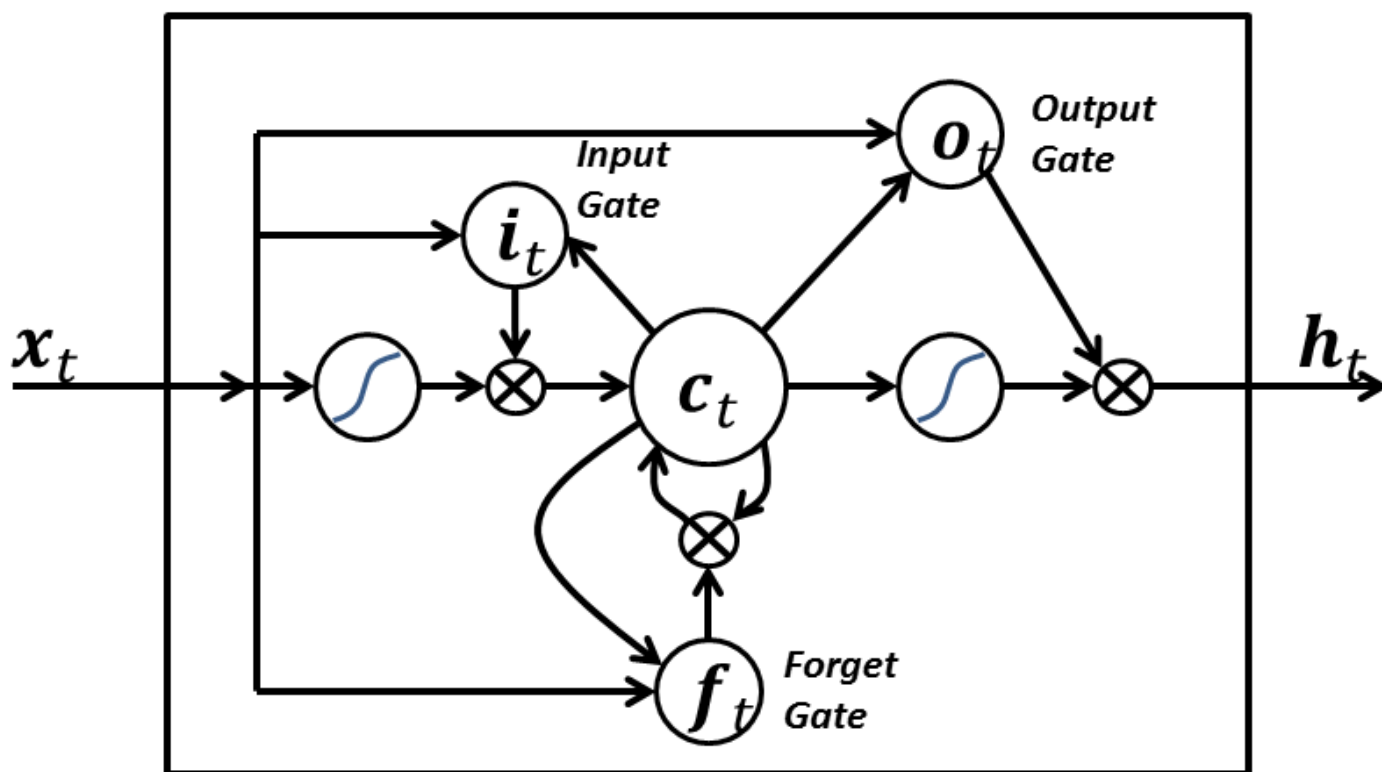 Output
o_t
Gate
Input
Gate
i_t
x_t
h_t
c_t
Forget
f_t
Gate